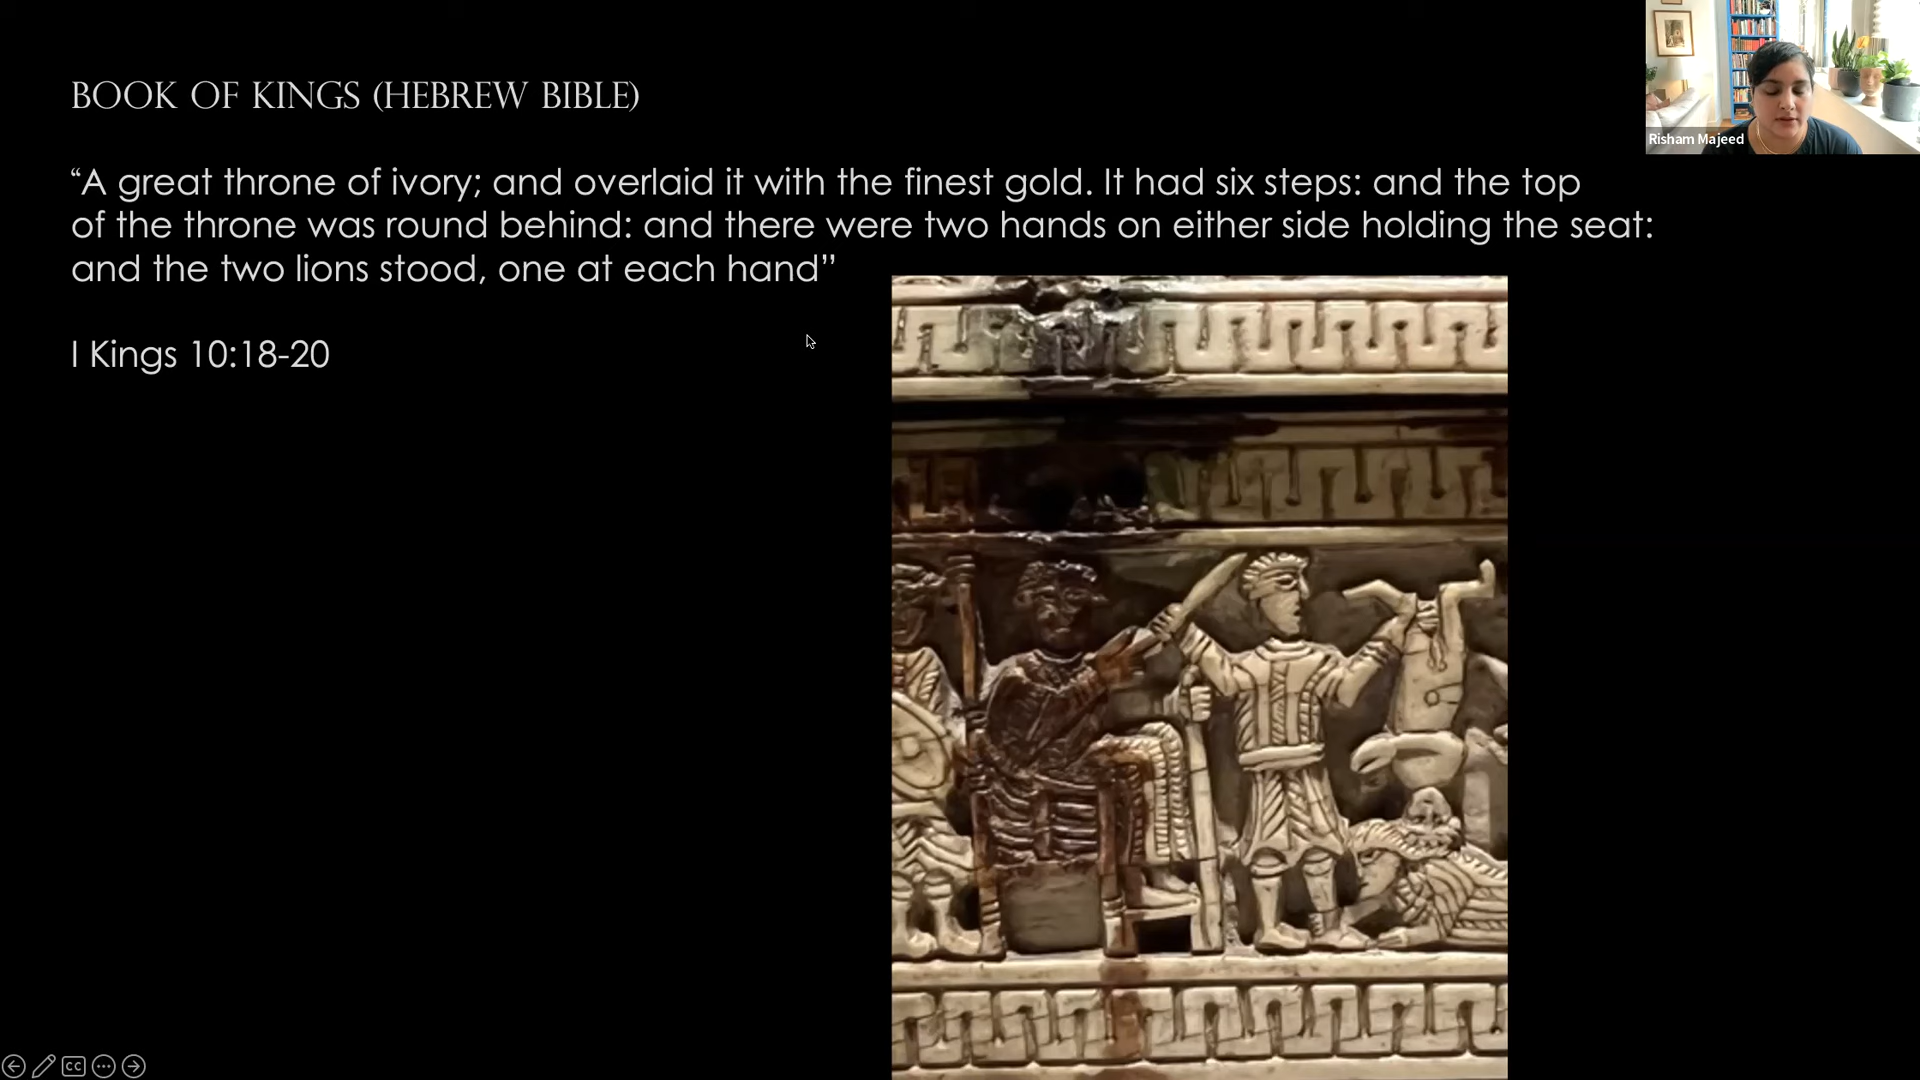 BOOK OF KINGS (HEBREW BIBLE)
“A great throne of ivory; and overlaid it with the finest gold. It had six steps: and the top
of the throne was round behind: and there were two hands on either side holding the seat:
and the two lions stood, one at each hand”
I Kings 10:18-20
Risham Majeed
CC